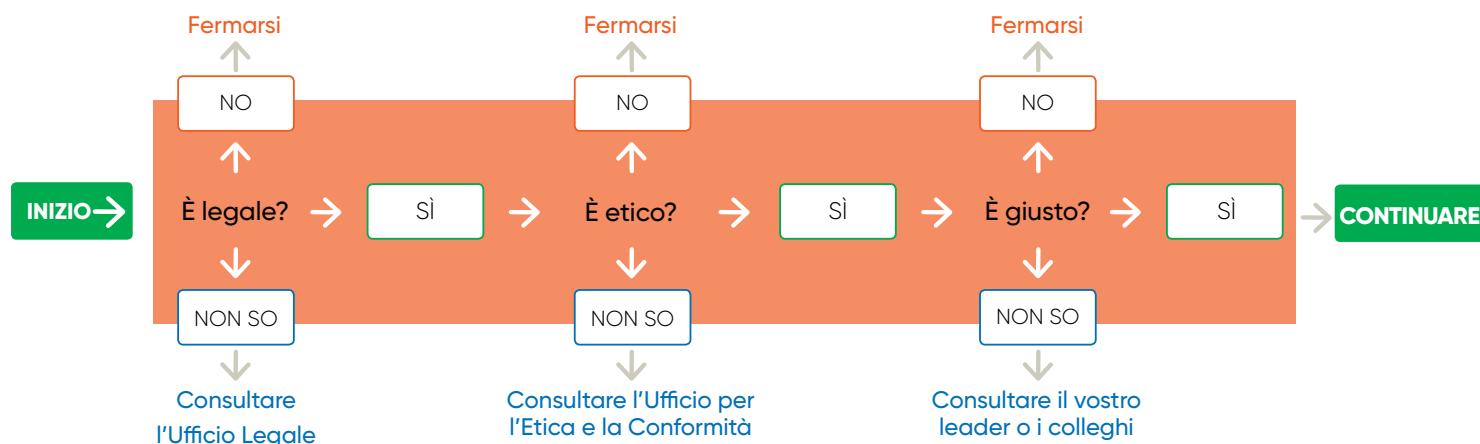 Fermarsi
Fermarsi
Fermarsi
NO
NO
NO
INIZIO
È legale?
SÌ
È etico?
SÌ
È giusto?
SÌ
CONTINUARE
NON SO
NON SO
NON SO
Consultare
l'Ufficio Legale
Consultare l'Ufficio per
l'Etica e la Conformità
Consultare il vostro
leader o i colleghi